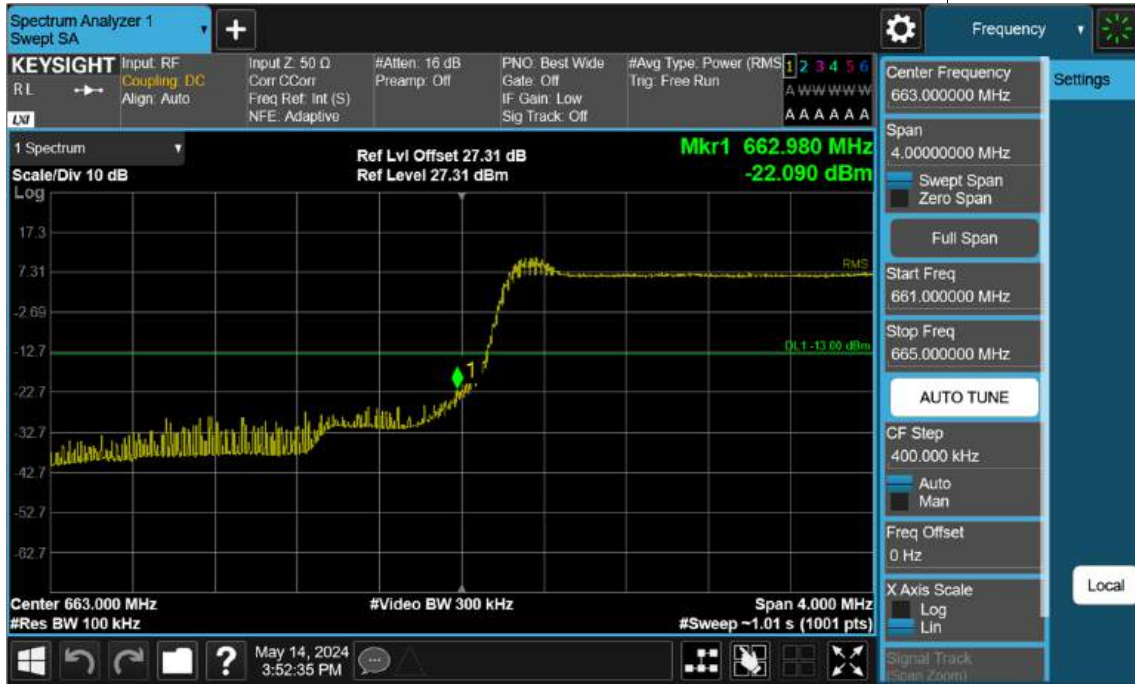 Spectrum Analyzer 1
Swept SA
Frequency
KEYSIGHT
RL
LXI
Input: RF
Coupling: DC
Align: Auto
Input Z: 50 Ω
Corr CCorr
Freq Ref: Int (S)
NFE: Adaptive
#Atten: 16 dB
Preamp: Off
PNO: Best Wide
Gate: Off
IF Gain: Low
Sig Track: Off
#Avg Type: Power (RMS
Trig: Free Run
1 2 3 4 5 6
A W W W W W
A A A A A A
1 Spectrum
Scale/Div 10 dB
Log
Ref Lvl Offset 27.31 dB
Ref Level 27.31 dBm
Mkr1 662.980 MHz
-22.090 dBm
17.3
7.31
-2.69
-12.7
-22.7
-32.7
-42.7
-52.7
-62.7
RMS
DL1 -13.00 dBm
1
Center 663.000 MHz
#Res BW 100 kHz
#Video BW 300 kHz
Span 4.000 MHz
#Sweep ~1.01 s (1001 pts)
May 14, 2024
3:52:35 PM
Center Frequency
663.000000 MHz
Span
4.00000000 MHz
Swept Span
Zero Span
Full Span
Start Freq
661.000000 MHz
Stop Freq
665.000000 MHz
AUTO TUNE
CF Step
400.000 kHz
Auto
Man
Freq Offset
0 Hz
X Axis Scale
Log
Lin
Signal Track
(Span Zoom)
Settings
Local